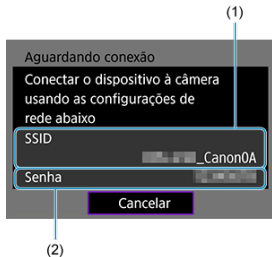 (1)
Aguardando conexão
Conectar o dispositivo à câmera
usando as configurações de
rede abaixo
SSID
_Canon0A
Senha
Cancelar
(2)